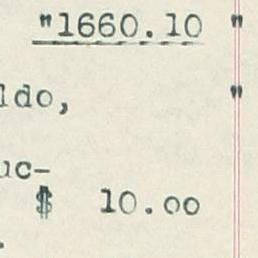 "1660.10 "
ldo, "
uc-
$ 10.00
.